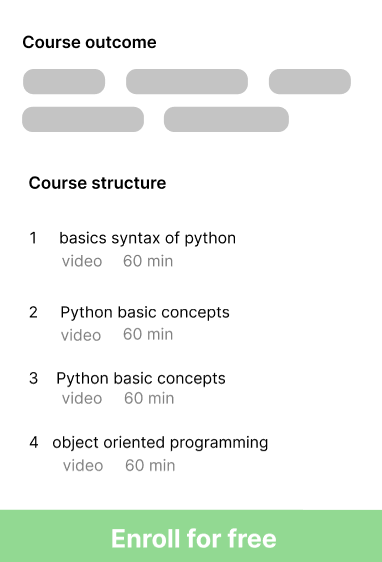 Course outcome
Course structure
1 basics syntax of python
video 60 min
2 Python basic concepts
video 60 min
3 Python basic concepts
video 60 min
4 object oriented programming
video 60 min
Enroll for free